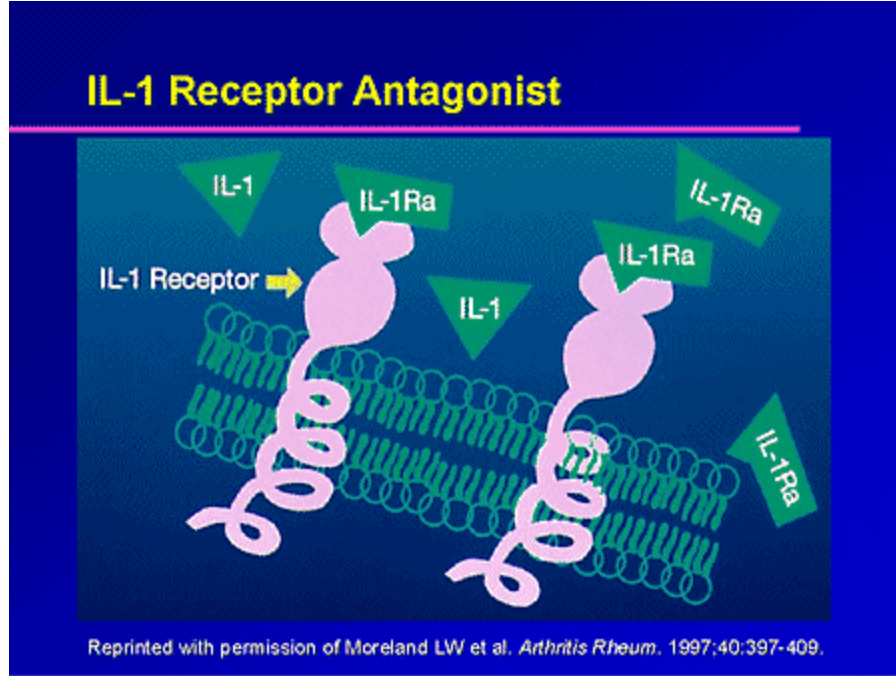 IL-1 Receptor Antagonist
IL-1
IL-1Ra
IL-1Ra
IL-1Ra
IL-1 Receptor
IL-1
IL-1Ra
Reprinted with permission of Moreland LW et al. Arthritis Rheum. 1997;40:397-409.